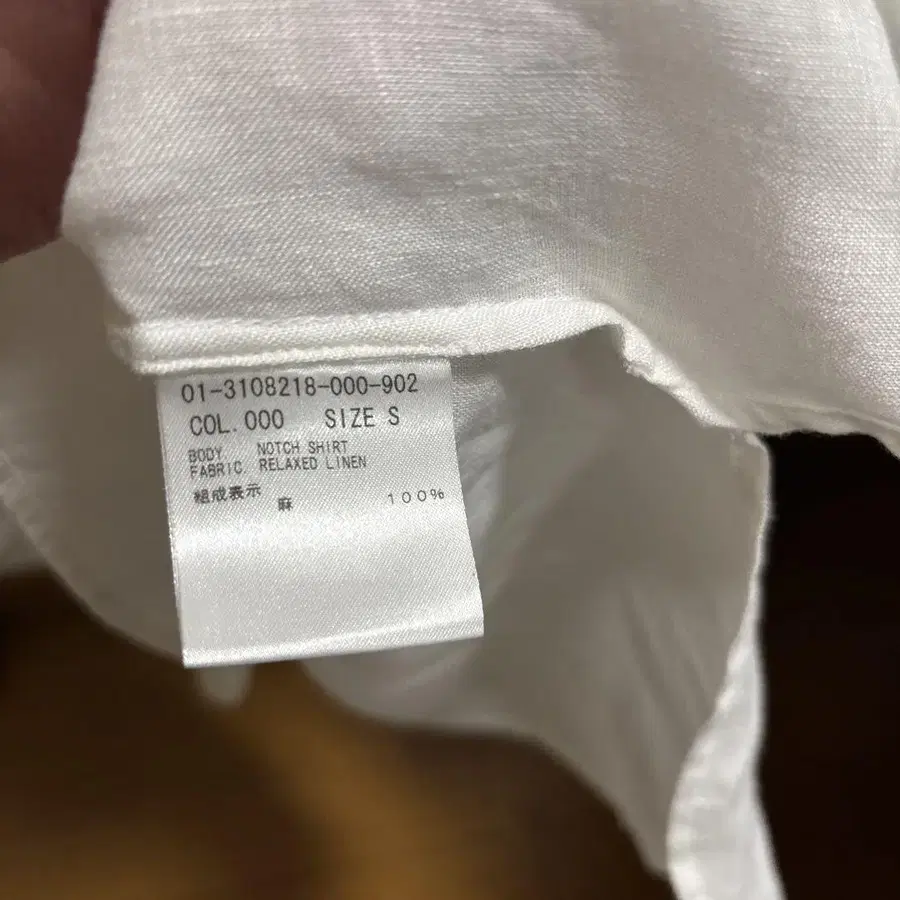 01-3108218-000-902
COL.000 SIZE S
BODY NOTCH SHIRT
FABRIC RELAXED LINEN
組成表示
麻 100%